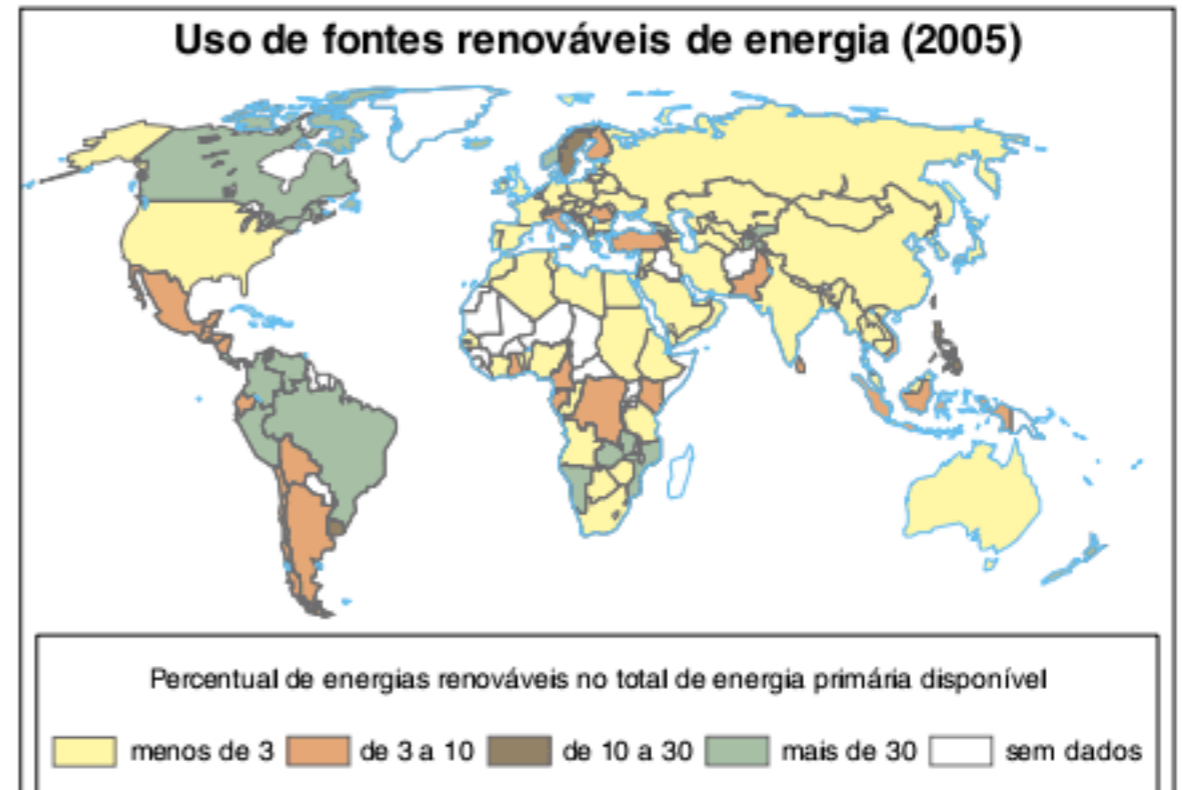 Uso de fontes renováveis de energia (2005)
Percentual de energias renováveis no total de energia primária disponível
menos de 3 de 3 a 10 de 10 a 30 mais de 30 sem dados